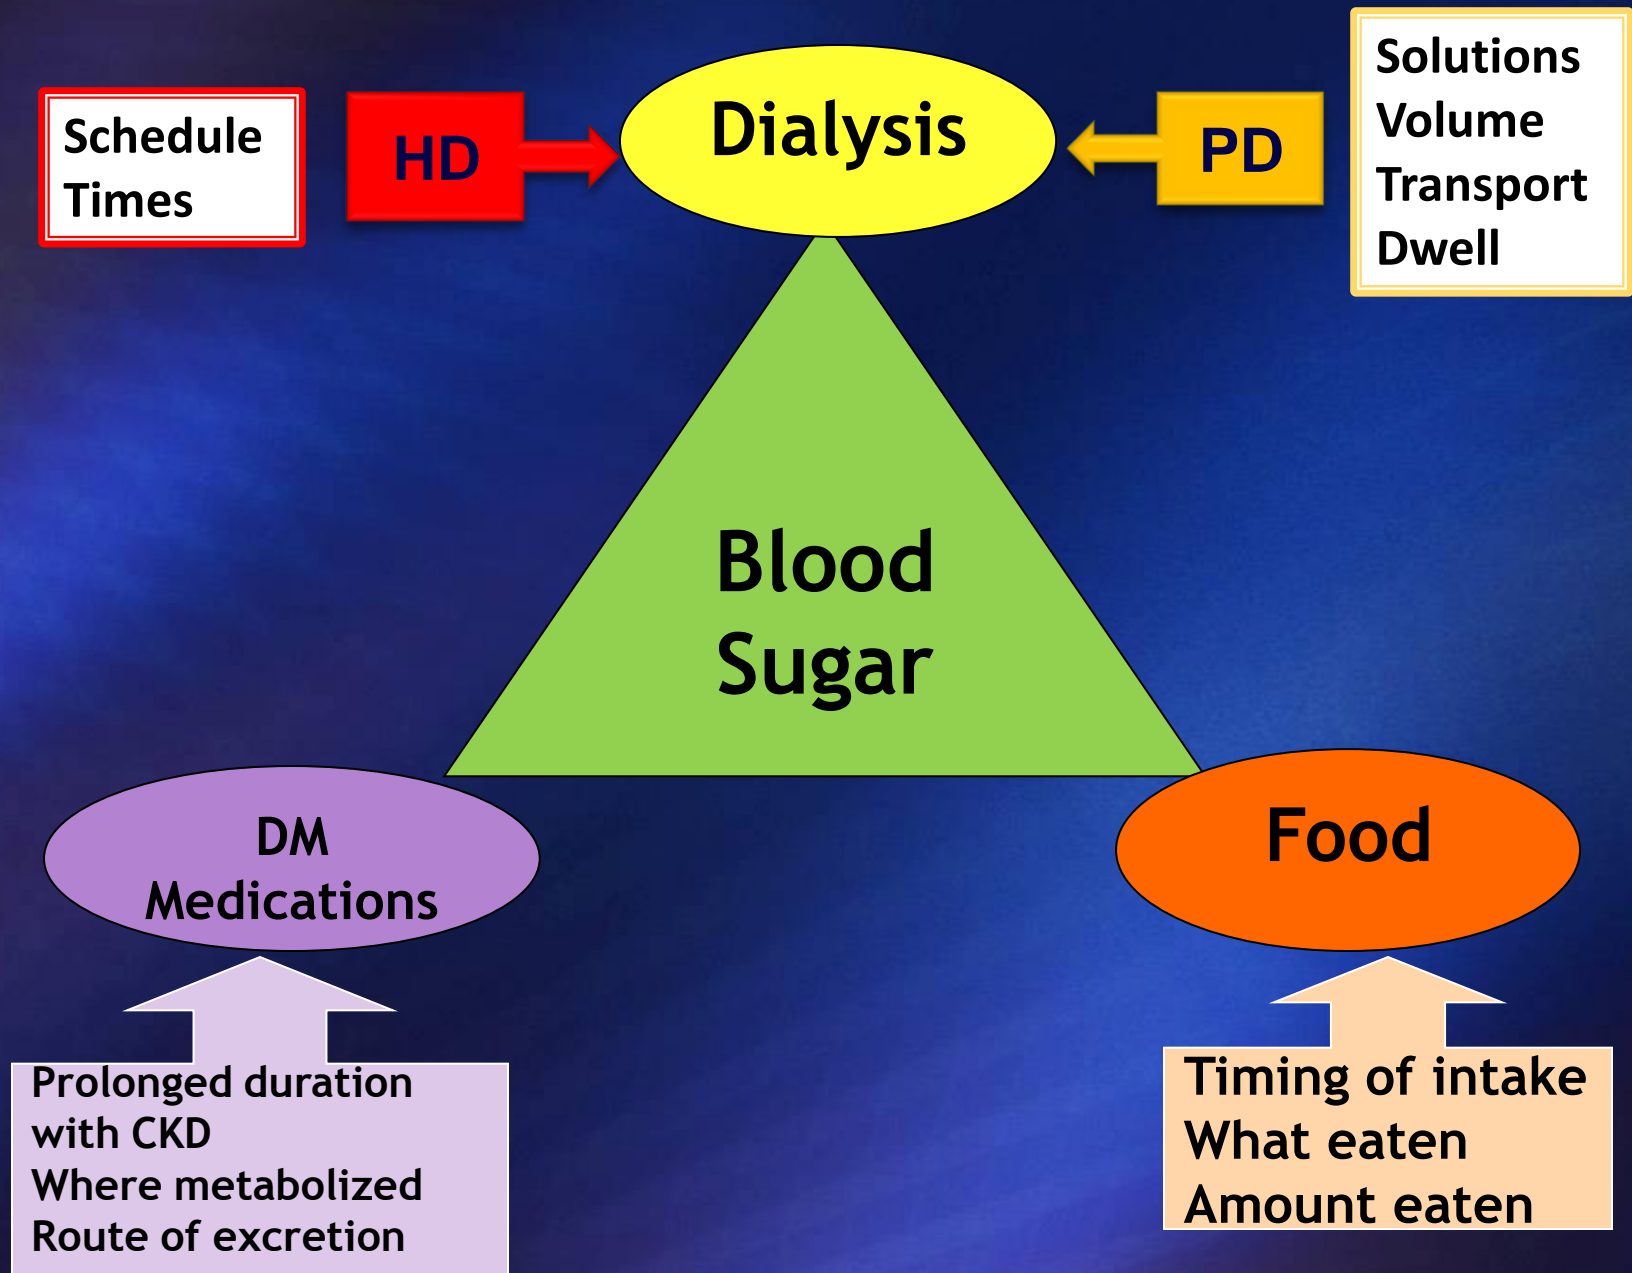 Schedule
Times
HD
Dialysis
PD
Solutions
Volume
Transport
Dwell
Blood
Sugar
DM
Medications
Food
Prolonged duration
with CKD
Where metabolized
Route of excretion
Timing of intake
What eaten
Amount eaten